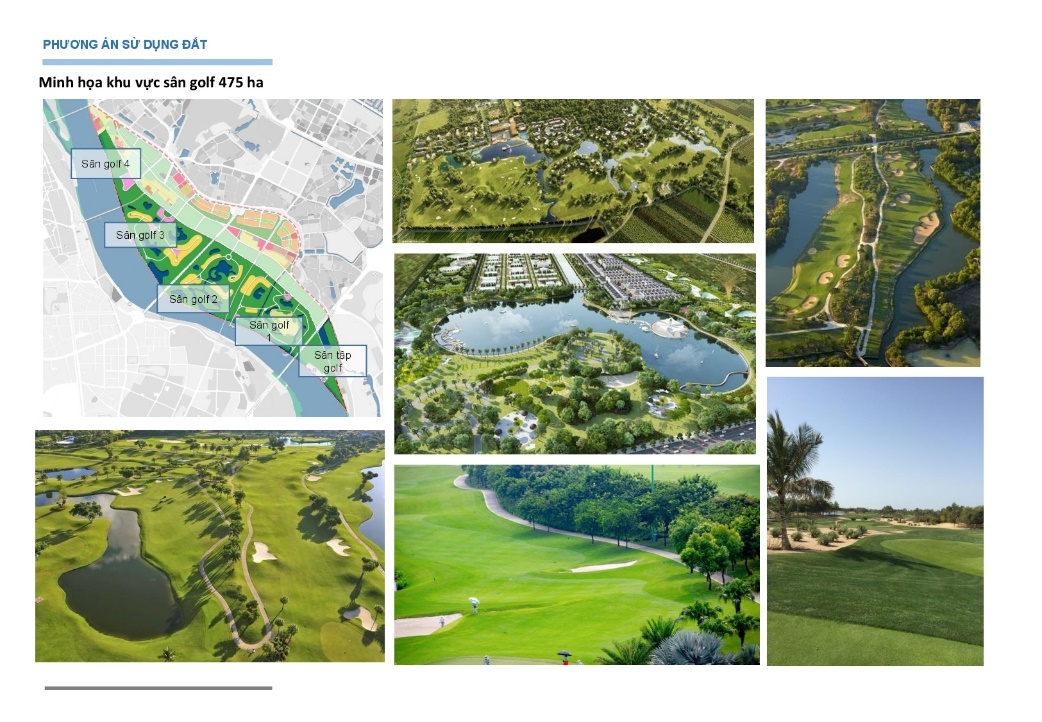 PHƯƠNG ÁN SỬ DỤNG ĐẤT
Minh họa khu vực sân golf 475 ha
Sân golf 4
Sân golf 3
Sân golf 2
Sân golf
1
Sân tập
golf